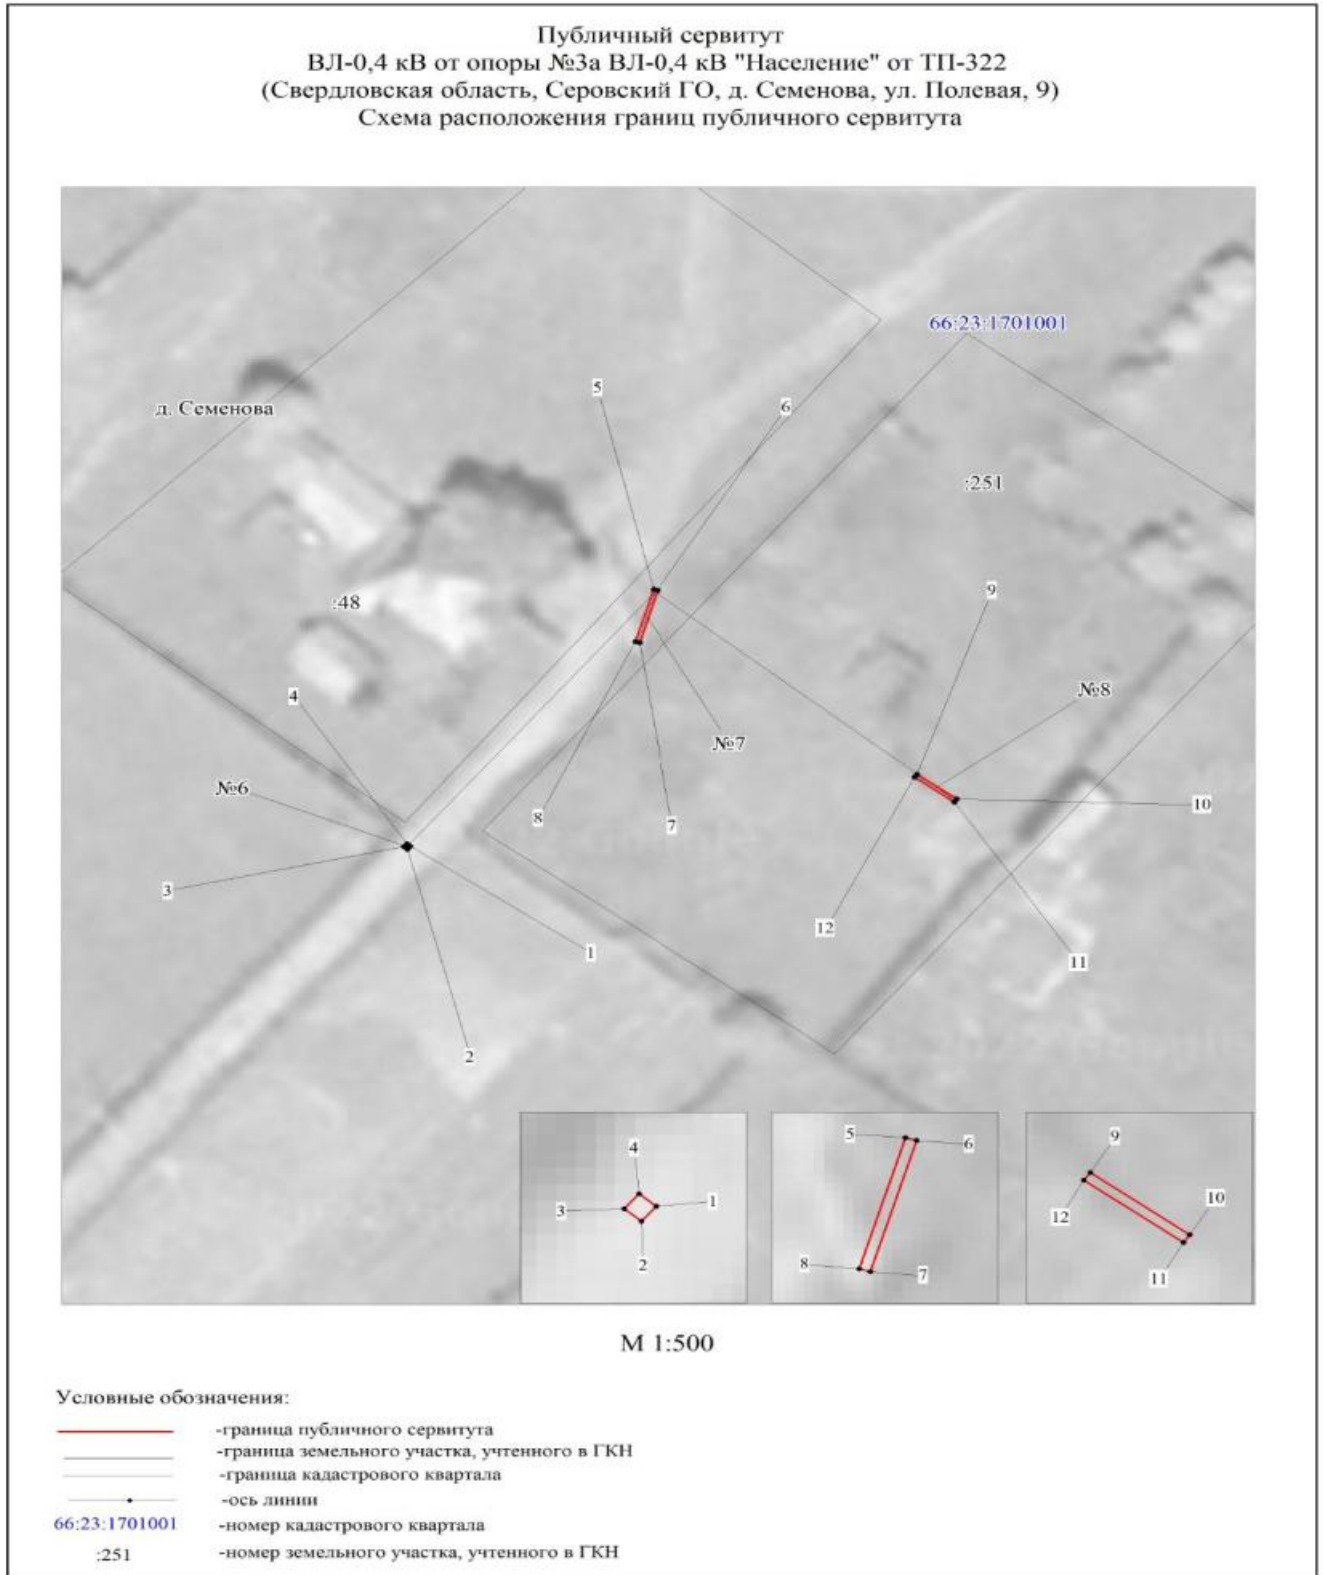 Публичный сервитут
ВЛ-0,4 кВ от опоры №3а ВЛ-0,4 кВ "Население" от ТП-322
(Свердловская область, Серовский ГО, д. Семенова, ул. Полевая, 9)
Схема расположения границ публичного сервитута
66:23:1701001
5
6
д. Семенова
:251
9
:48
4
№8
№7
№6
10
8
7
3
12
1
11
2
4
3
1
2
5
6
8
7
9
10
12
11
М 1:500
Условные обозначения:
-граница публичного сервитута
-граница земельного участка, учтенного в ГКН
-граница кадастрового квартала
-ось линии
66:23:1701001 -номер кадастрового квартала
:251 -номер земельного участка, учтенного в ГКН